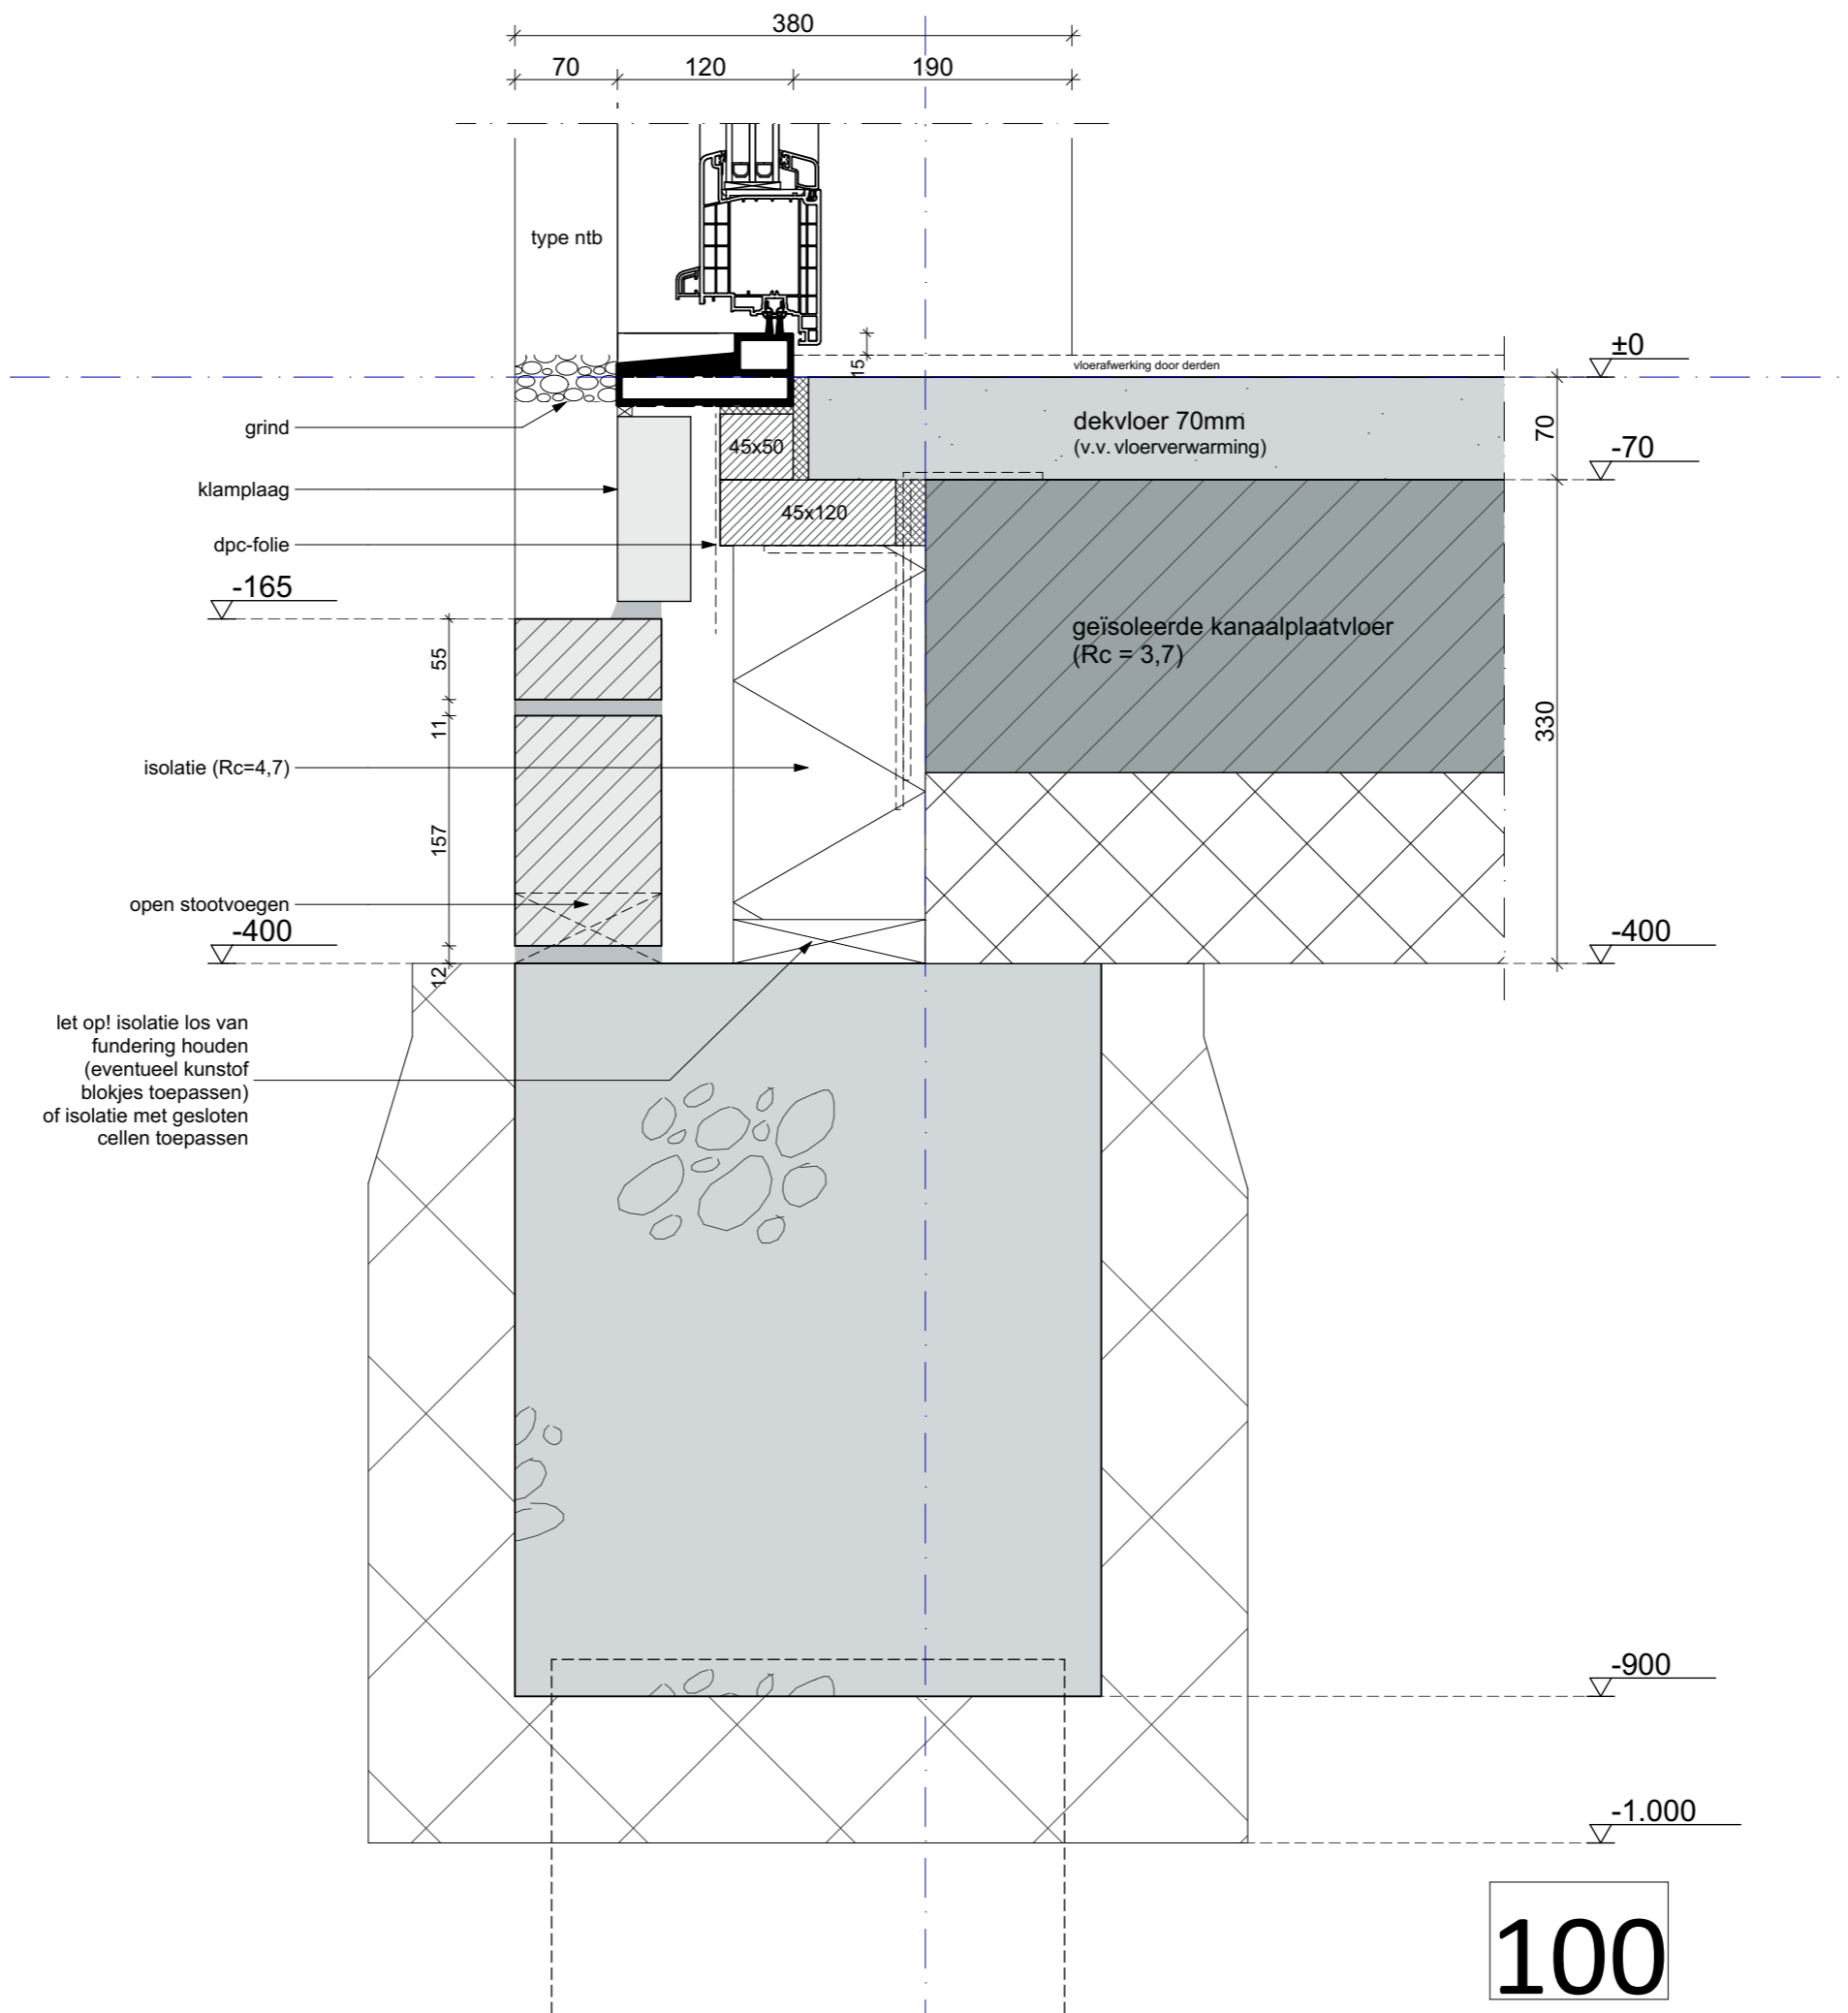 380
70
120
190
type ntb
15
±0
vloerafwerking door derden
grind
dekvloer 70mm
(v.v. vloerverwarming)
70
-70
45x50
klamplaag
45x120
dpc-folie
-165
geïsoleerde kanaalplaatvloer
(Rc = 3,7)
55
11
330
isolatie (Rc=4,7)
157
open stootvoegen
-400
-400
12
let op! isolatie los van
fundering houden
(eventueel kunstof
blokjes toepassen)
of isolatie met gesloten
cellen toepassen
-900
-1.000
100